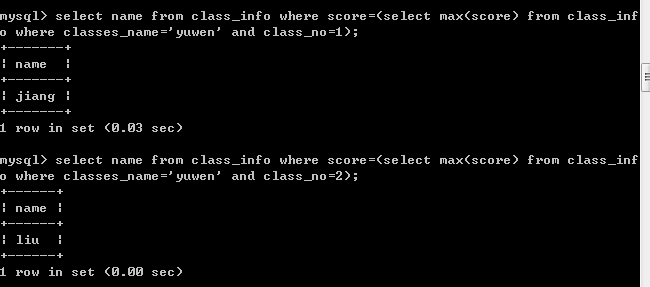 mysql> select name from class_info where score=(select max(score) from class_inf
o where classes_name='yuwen' and class_no=1);
+-------+
| name  |
+-------+
| jiang |
+-------+
1 row in set (0.03 sec)
mysql> select name from class_info where score=(select max(score) from class_inf
o where classes_name='yuwen' and class_no=2);
+------+
| name |
+------+
| liu  |
+------+
1 row in set (0.00 sec)